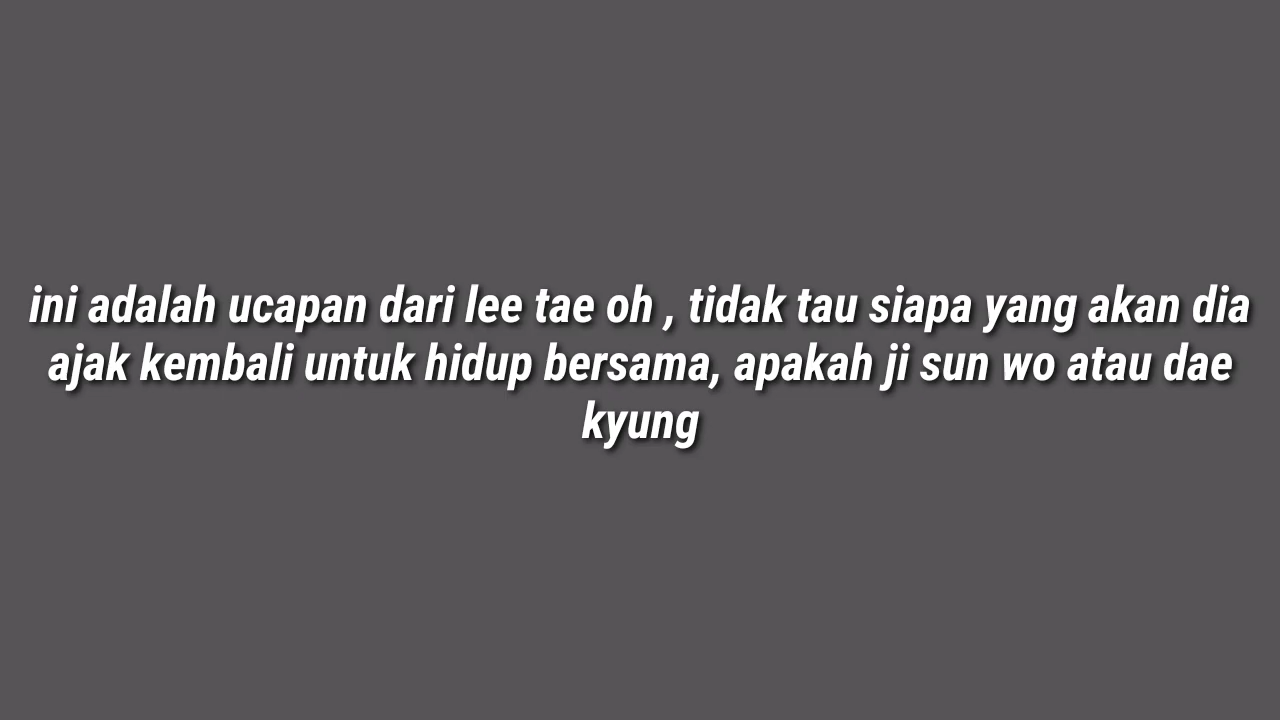 ini adalah ucapan dari lee tae oh , tidak tau siapa yang akan dia
ajak kembali untuk hidup bersama, apakah ji sun wo atau dae
kyung